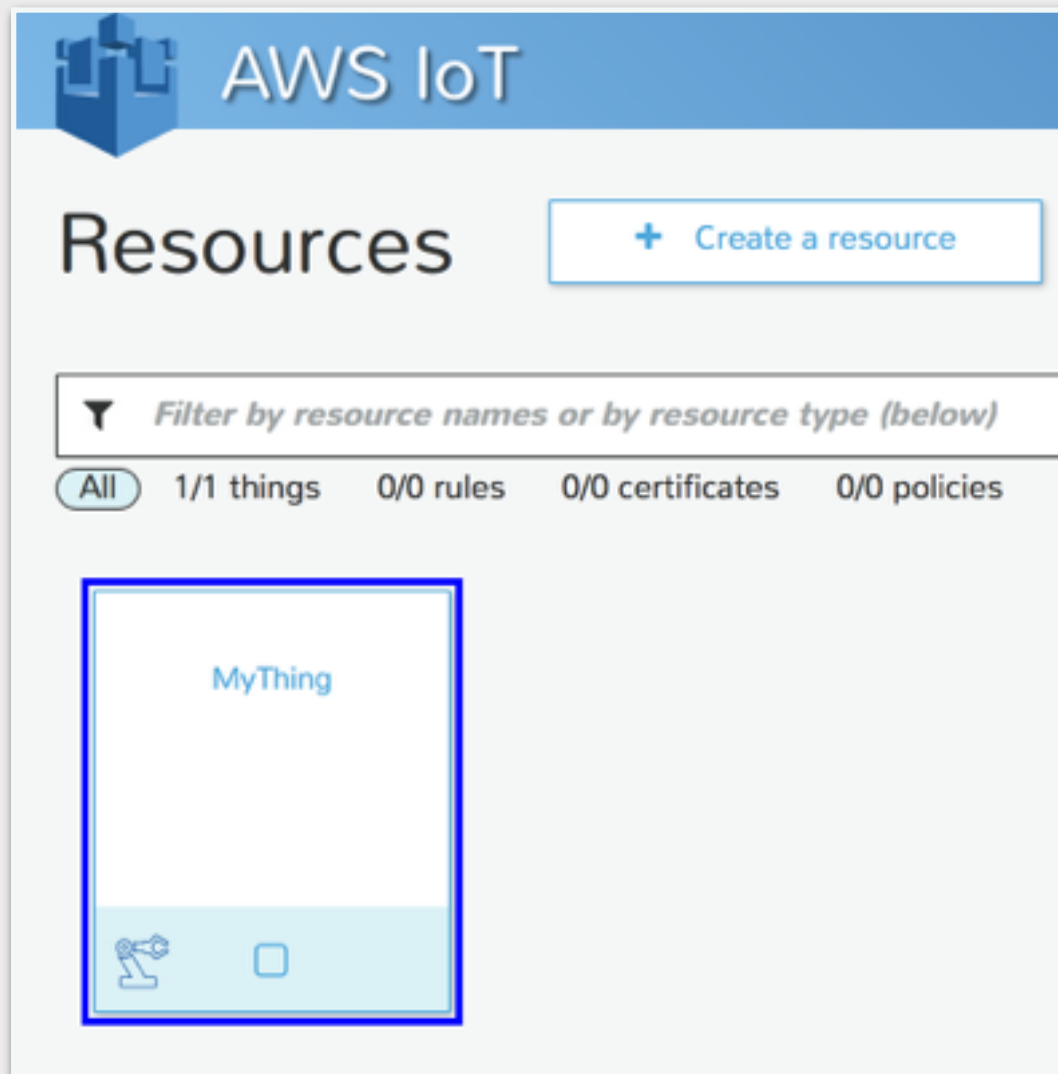 AWS IoT
Resources
+ Create a resource
Filter by resource names or by resource type (below)
All 1/1 things 0/0 rules 0/0 certificates 0/0 policies
MyThing